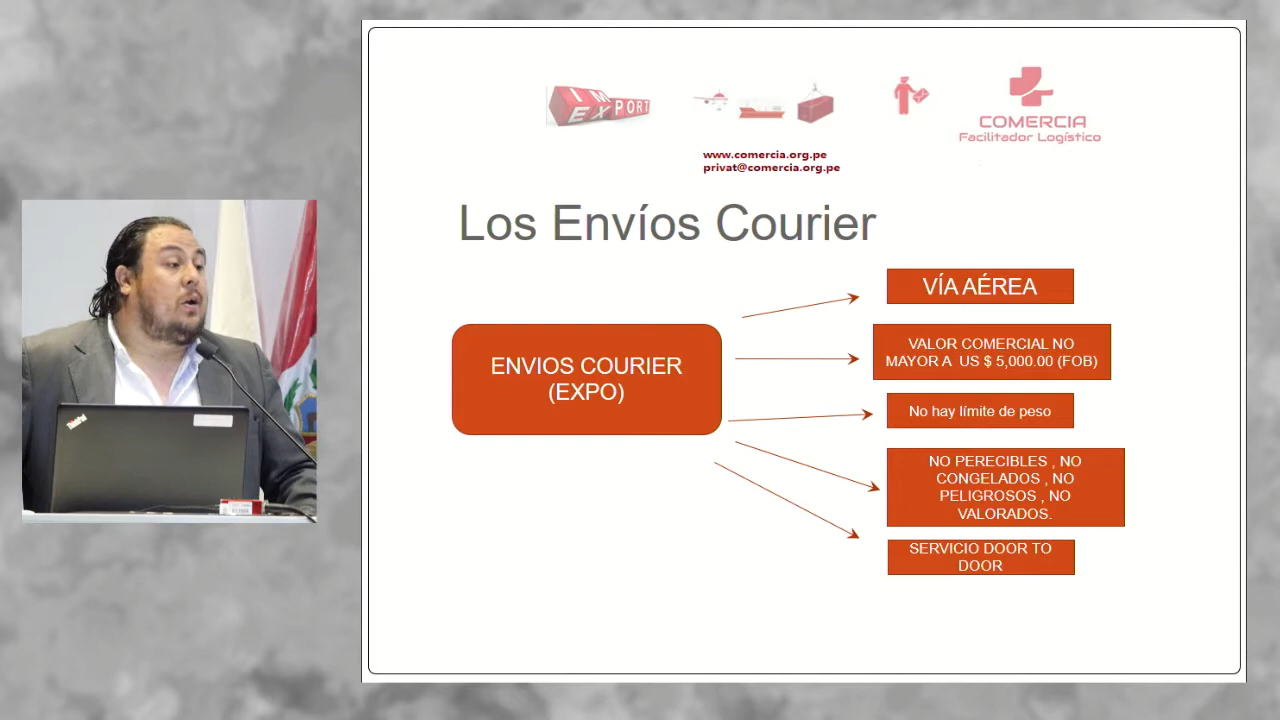 IM
EXPORT
COMERCIA
Facilitador Logístico
www.comercia.org.pe
privat@comercia.org.pe
Los Envíos Courier
ENVIOS COURIER
(EXPO)
VÍA AÉREA
VALOR COMERCIAL NO
MAYOR A US $ 5,000.00 (FOB)
No hay límite de peso
NO PERECIBLES , NO
CONGELADOS , NO
PELIGROSOS , NO
VALORADOS.
SERVICIO DOOR TO
DOOR
ThinkPad